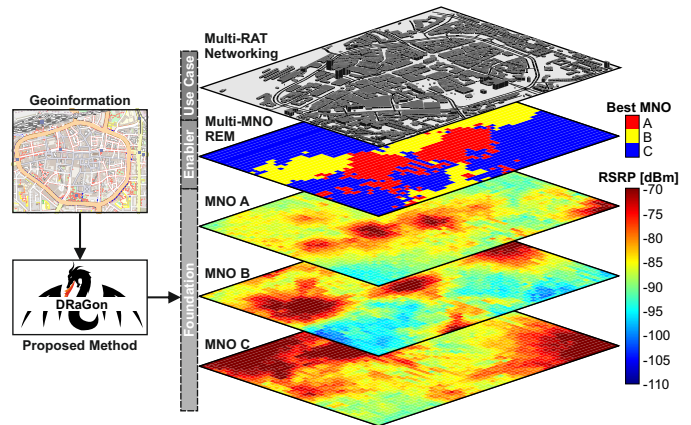 Multi-RAT
Networking
Use Case
Geoinformation
Multi-MNO
REM
Enabler
Best MNO
A
B
C
RSRP [dBm]
-70
-75
-80
-85
-90
-95
-100
-105
-110
MNO A
MNO B
MNO C
Foundation
DRaGon
Proposed Method